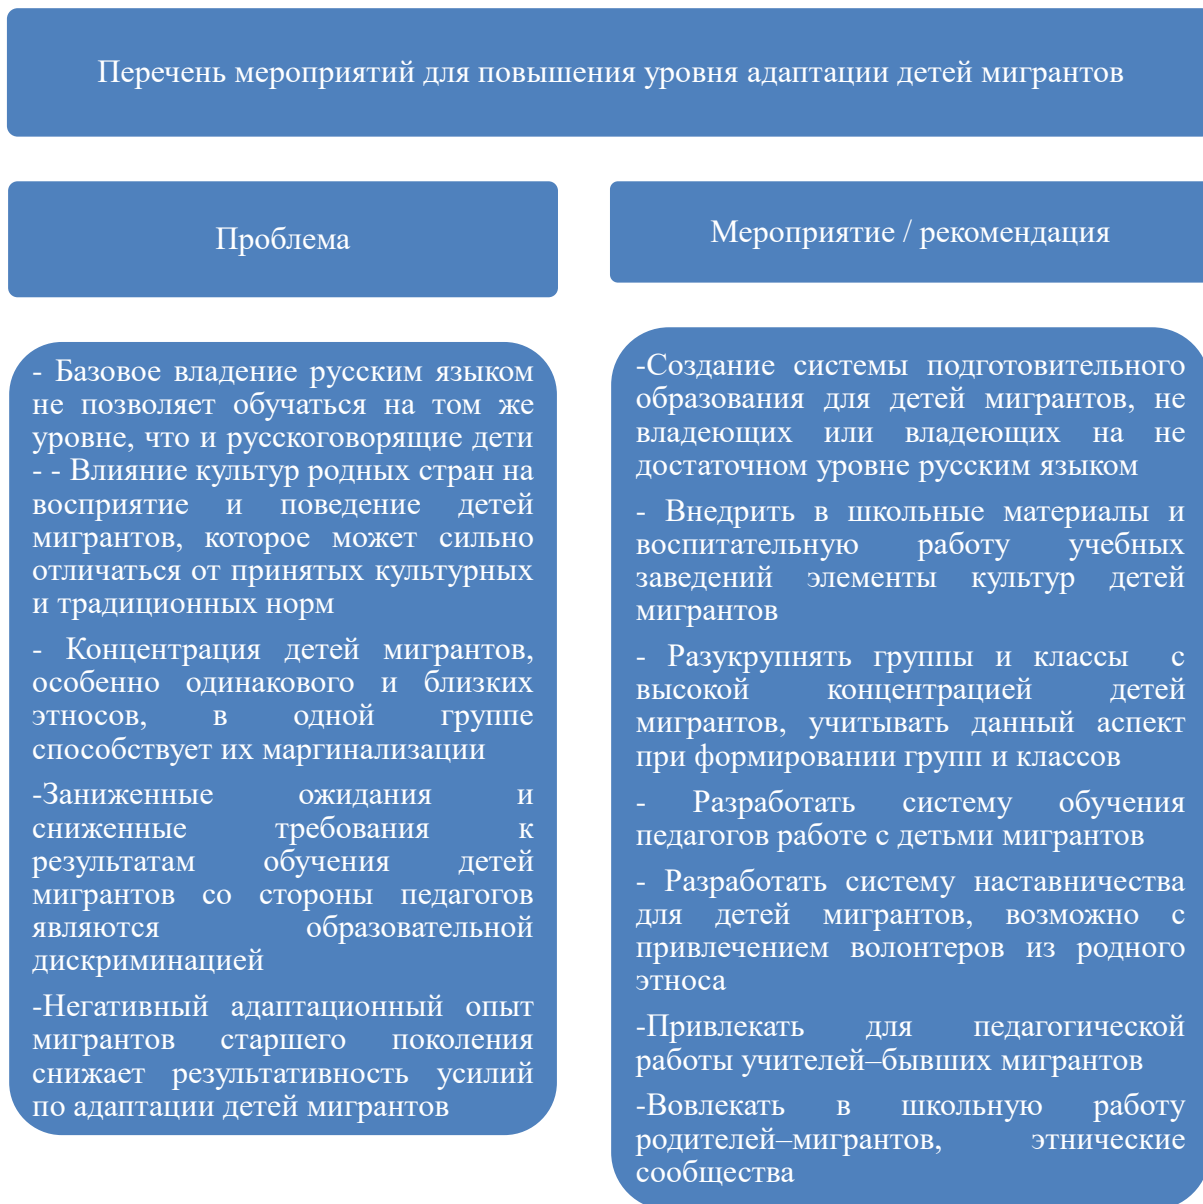 Перечень мероприятий для повышения уровня адаптации детей мигрантов
Проблема
Мероприятие / рекомендация
- Базовое владение русским языком
не позволяет обучаться на том же
уровне, что и русскоговорящие дети
- - Влияние культур родных стран на
восприятие и поведение детей
мигрантов, которое может сильно
отличаться от принятых культурных
и традиционных норм
- Концентрация детей мигрантов,
особенно одинакового и близких
этносов, в одной группе
способствует их маргинализации
-Заниженные ожидания и
сниженные требования к
результатам обучения детей
мигрантов со стороны педагогов
являются образовательной
дискриминацией
-Негативный адаптационный опыт
мигрантов старшего поколения
снижает результативность усилий
по адаптации детей мигрантов
-Создание системы подготовительного
образования для детей мигрантов, не
владеющих или владеющих на не
достаточном уровне русским языком
- Внедрить в школьные материалы и
воспитательную работу учебных
заведений элементы культур детей
мигрантов
- Разукрупнять группы и классы с
высокой концентрацией детей
мигрантов, учитывать данный аспект
при формировании групп и классов
- Разработать систему обучения
педагогов работе с детьми мигрантов
- Разработать систему наставничества
для детей мигрантов, возможно с
привлечением волонтеров из родного
этноса
-Привлекать для педагогической
работы учителей–бывших мигрантов
-Вовлекать в школьную работу
родителей–мигрантов, этнические
сообщества